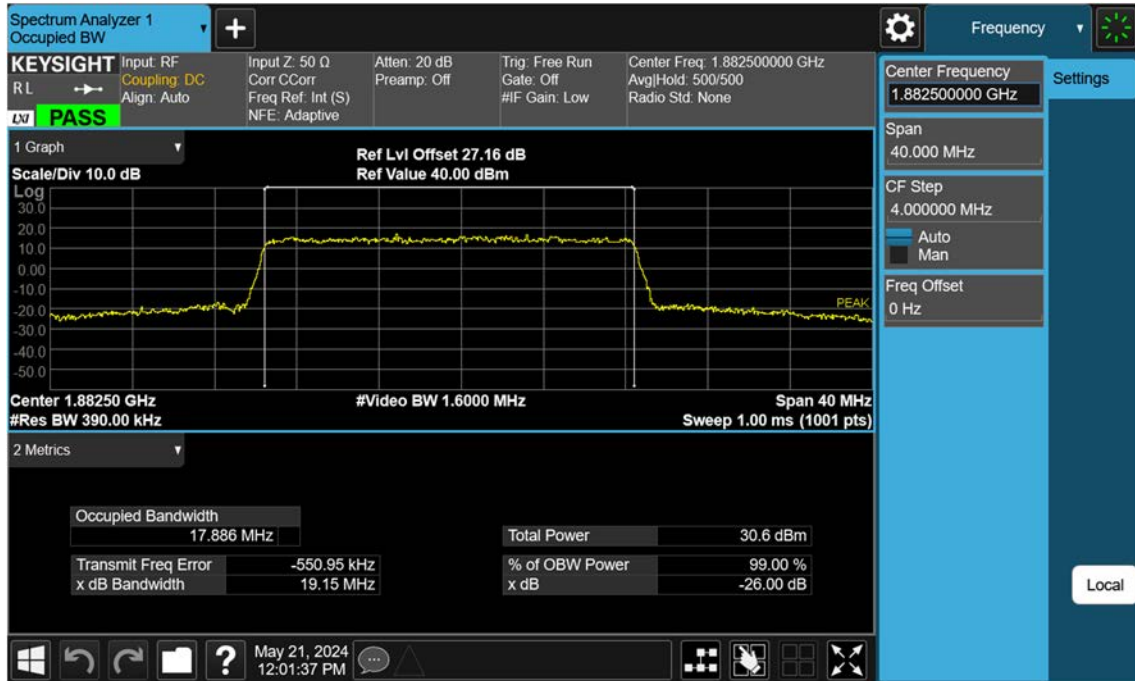 Spectrum Analyzer 1
Occupied BW
+
Frequency
KEYSIGHT
R L
LXI
PASS
Input: RF
Coupling: DC
Align: Auto
Input Z: 50 Ω
Corr CCorr
Freq Ref: Int (S)
NFE: Adaptive
Atten: 20 dB
Preamp: Off
Trig: Free Run
Gate: Off
#IF Gain: Low
Center Freq: 1.882500000 GHz
Avg|Hold: 500/500
Radio Std: None
Center Frequency
1.882500000 GHz
Settings
Span
40.000 MHz
CF Step
4.000000 MHz
Auto
Man
Freq Offset
0 Hz
Local
1 Graph
Scale/Div 10.0 dB
Ref Lvl Offset 27.16 dB
Ref Value 40.00 dBm
Log
30.0
20.0
10.0
0.00
-10.0
-20.0
-30.0
-40.0
-50.0
PEAK
Center 1.88250 GHz
#Video BW 1.6000 MHz
Span 40 MHz
#Res BW 390.00 kHz
Sweep 1.00 ms (1001 pts)
2 Metrics
Occupied Bandwidth
17.886 MHz
Total Power 30.6 dBm
Transmit Freq Error -550.95 kHz
% of OBW Power 99.00 %
x dB Bandwidth 19.15 MHz
x dB -26.00 dB
?
May 21, 2024
12:01:37 PM